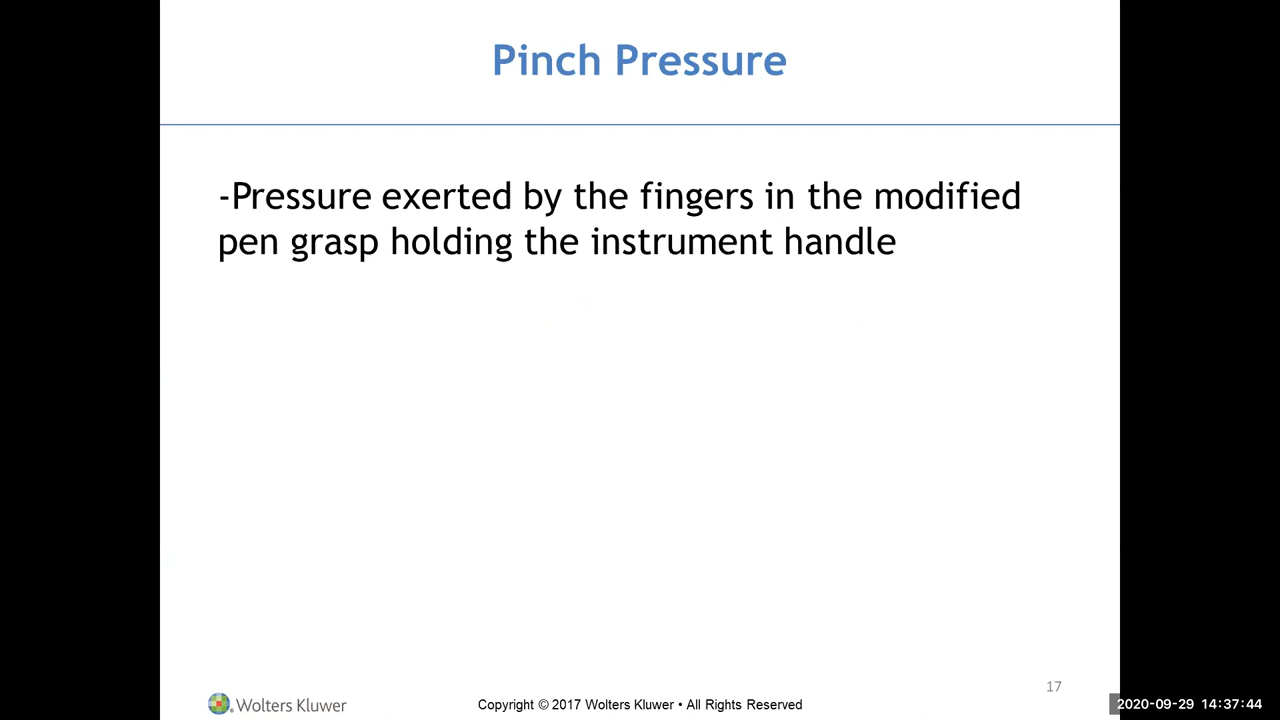 Pinch Pressure
-Pressure exerted by the fingers in the modified
pen grasp holding the instrument handle
17
Wolters Kluwer
Copyright © 2017 Wolters Kluwer • All Rights Reserved
2020-09-29 14:37:44